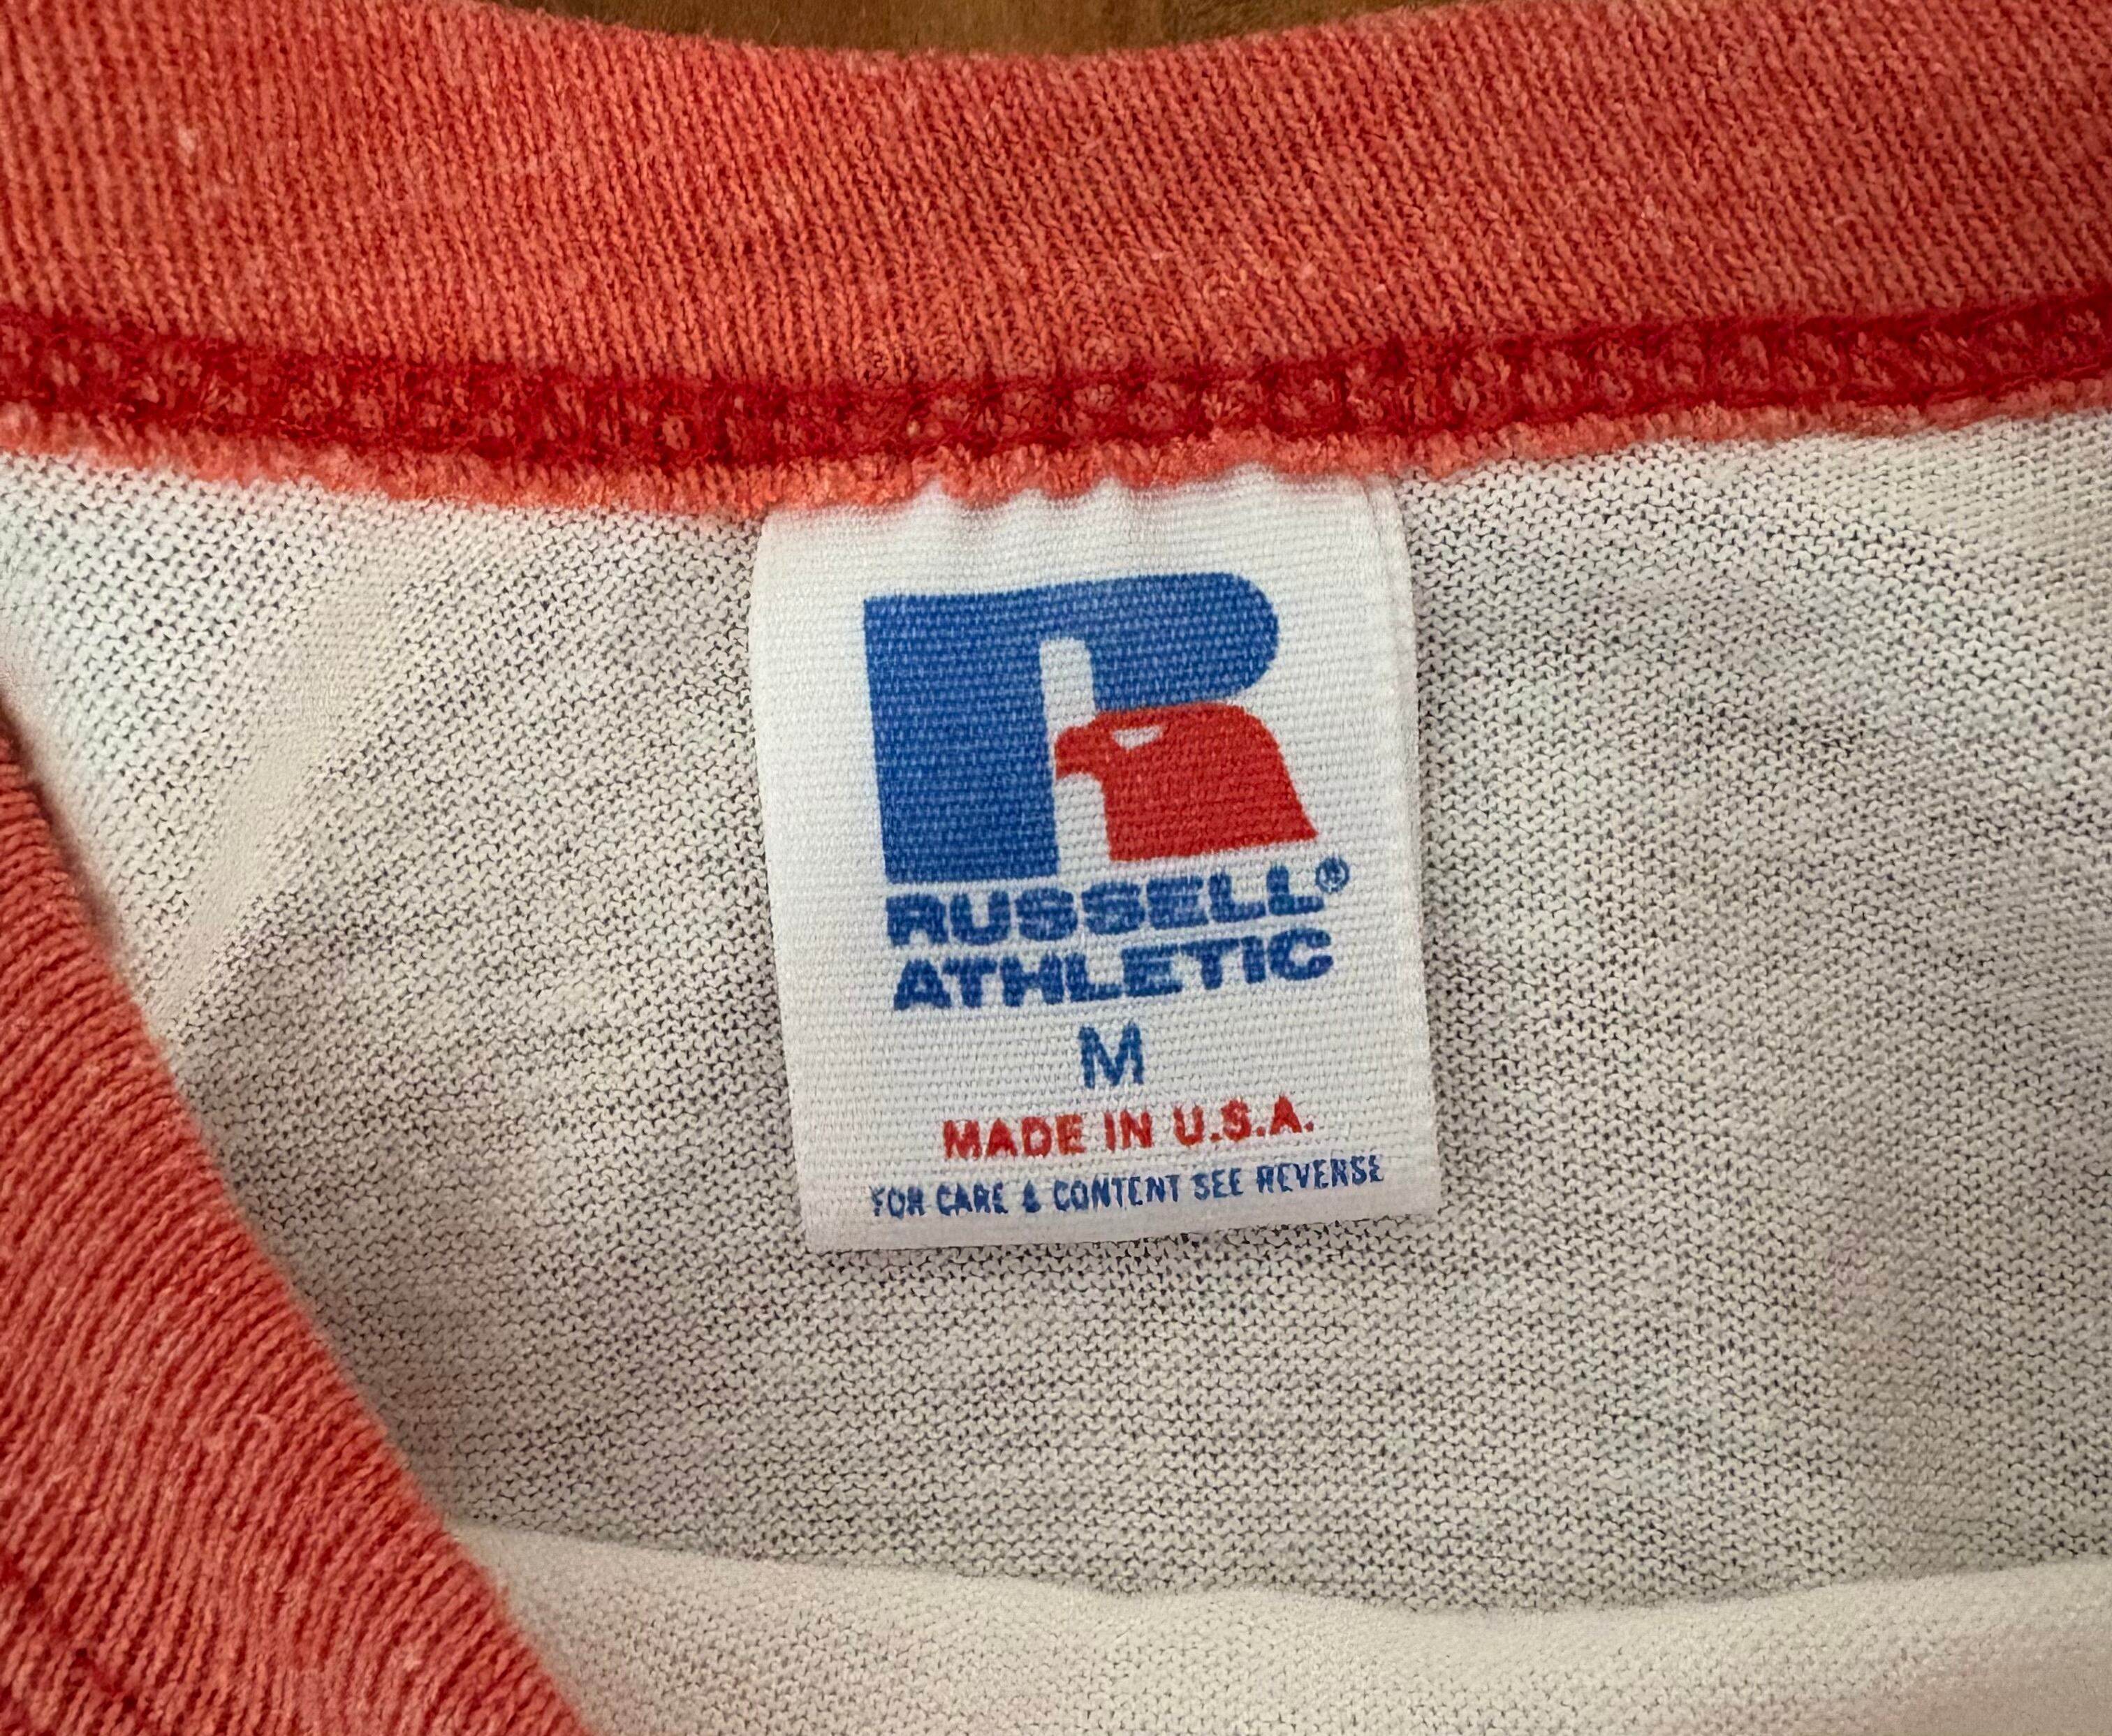 RUSSELL®
ATHLETIC
M
MADE IN U.S.A.
FOR CARE & CONTENT SEE REVERSE